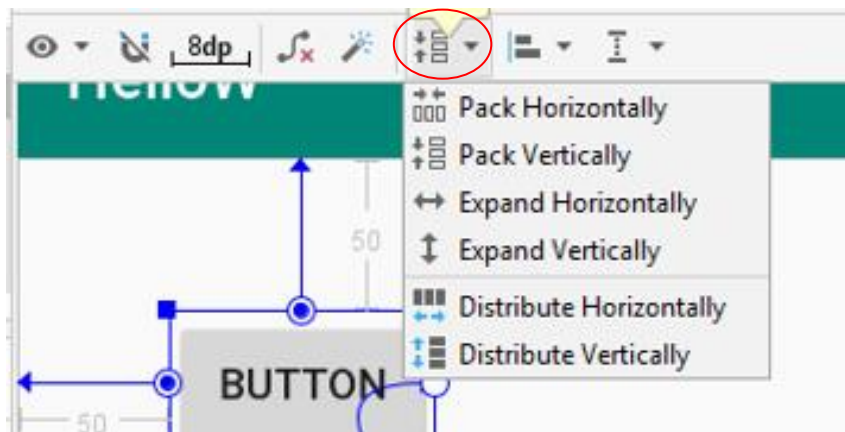 8dp
Hellow
Pack Horizontally
Pack Vertically
50
Expand Horizontally
Expand Vertically
Distribute Horizontally
Distribute Vertically
BUTTON
50